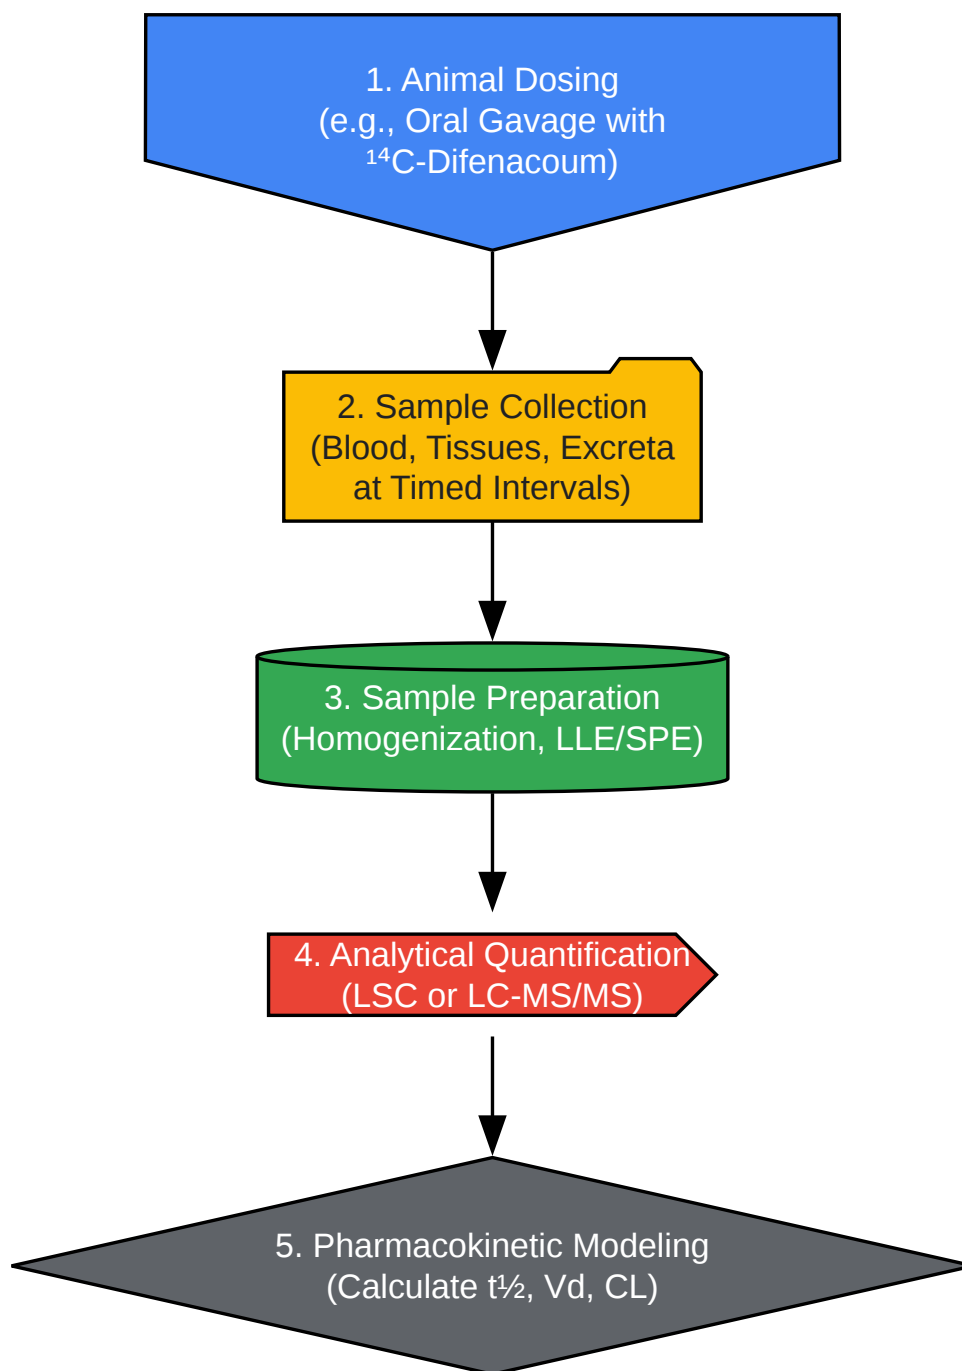 1. Animal Dosing
(e.g., Oral Gavage with
¹⁴C-Difenacoum)
2. Sample Collection
(Blood, Tissues, Excreta
at Timed Intervals)
3. Sample Preparation
(Homogenization, LLE/SPE)
4. Analytical Quantification
(LSC or LC-MS/MS)
5. Pharmacokinetic Modeling
(Calculate t½, Vd, CL)